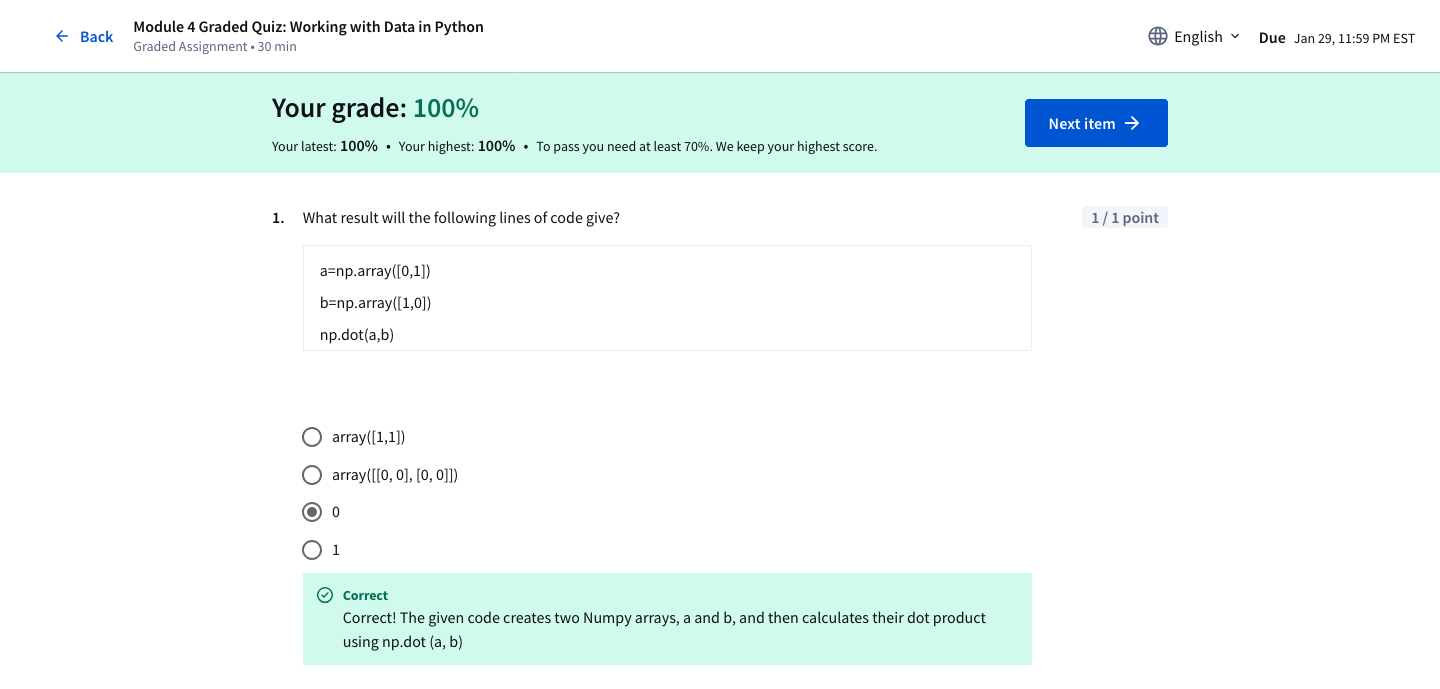 Back
Module 4 Graded Quiz: Working with Data in Python
Graded Assignment • 30 min
English
Due Jan 29, 11:59 PM EST
Your grade: 100%
Your latest: 100% • Your highest: 100% • To pass you need at least 70%. We keep your highest score.
Next item
1. What result will the following lines of code give?
1 / 1 point
a=np.array([0,1])
b=np.array([1,0])
np.dot(a,b)
array([1,1])
array([[0, 0], [0, 0]])
0
1
Correct
Correct! The given code creates two Numpy arrays, a and b, and then calculates their dot product
using np.dot (a, b)